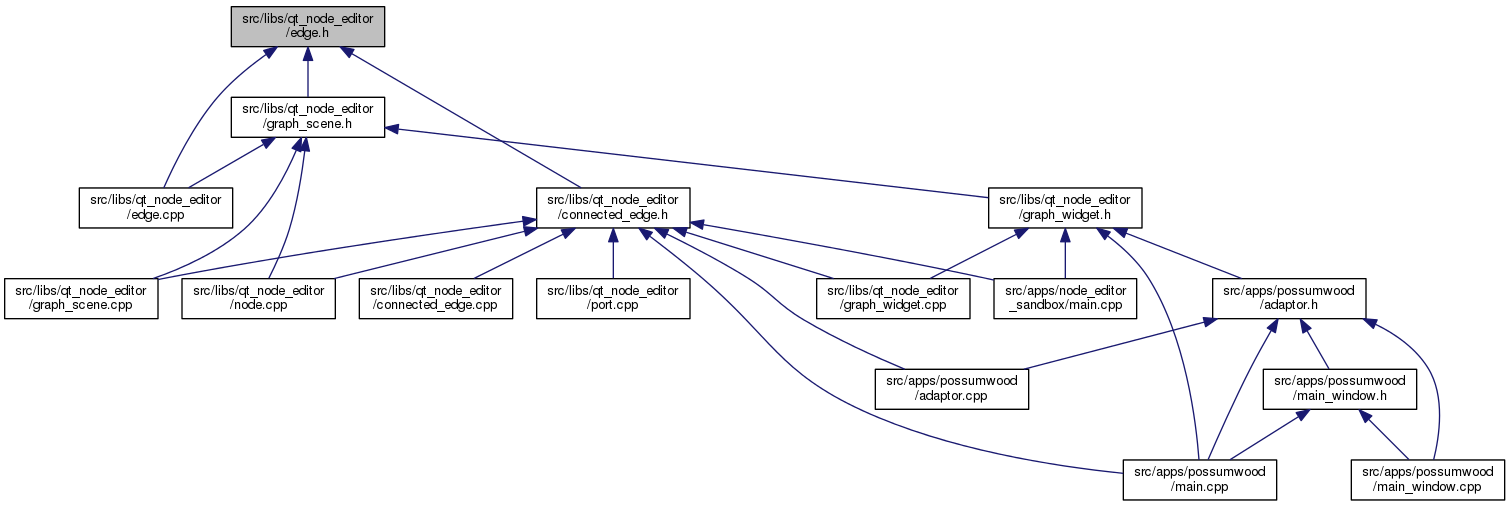 src/libs/qt_node_editor
/edge.h
src/libs/qt_node_editor
/graph_scene.h
src/libs/qt_node_editor
/edge.cpp
src/libs/qt_node_editor
/connected_edge.h
src/libs/qt_node_editor
/graph_widget.h
src/libs/qt_node_editor
/graph_scene.cpp
src/libs/qt_node_editor
/node.cpp
src/libs/qt_node_editor
/connected_edge.cpp
src/libs/qt_node_editor
/port.cpp
src/libs/qt_node_editor
/graph_widget.cpp
src/apps/node_editor
_sandbox/main.cpp
src/apps/possumwood
/adaptor.h
src/apps/possumwood
/adaptor.cpp
src/apps/possumwood
/main_window.h
src/apps/possumwood
/main.cpp
src/apps/possumwood
/main_window.cpp